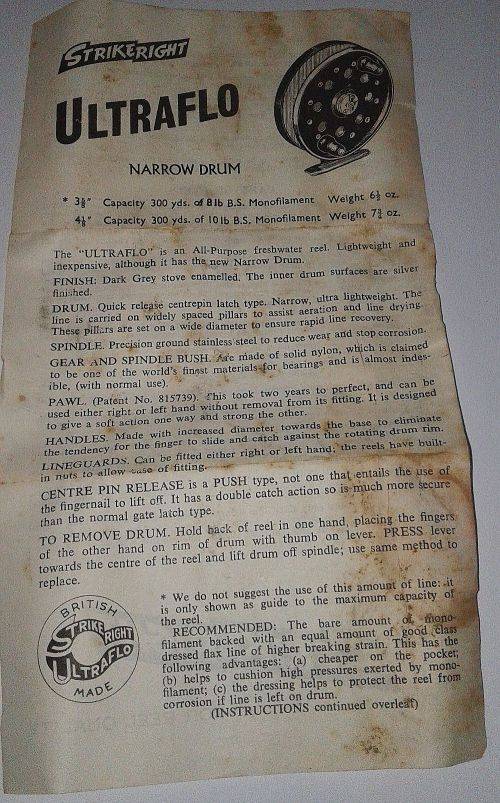 STRIKERIGHT
ULTRAFLO
NARROW DRUM
* 3⅜" Capacity 300 yds. of 8 lb B.S. Monofilament Weight 6½ oz.
4¼" Capacity 300 yds. of 10 lb B.S. Monofilament Weight 7¾ oz.
The "ULTRAFLO" is an All-Purpose freshwater reel. Lightweight and
inexpensive, although it has the new Narrow Drum.
FINISH: Dark Grey stove enamelled. The inner drum surfaces are silver
finished.
DRUM. Quick release centrepin latch type. Narrow, ultra lightweight. The
line is carried on widely spaced pillars to assist aeration and line drying.
These pillars are set on a wide diameter to ensure rapid line recovery.
SPINDLE. Precision ground stainless steel to reduce wear and stop corrosion.
GEAR AND SPINDLE BUSH. Are made of solid nylon, which is claimed
to be one of the world's finest materials for bearings and is almost indes-
ible, (with normal use).
PAWL. (Patent No. 815739). This took two years to perfect, and can be
used either right or left hand without removal from its fitting. It is designed
to give a soft action one way and strong the other.
HANDLES. Made with increased diameter towards the base to eliminate
the tendency for the finger to slide and catch against the rotating drum rim.
LINEGUARDS. Can be fitted either right or left hand; the reels have built-
in nuts to allow ease of fitting.
CENTRE PIN RELEASE is a PUSH type, not one that entails the use of
the fingernail to lift off. It has a double catch action so is much more secure
than the normal gate latch type.
TO REMOVE DRUM. Hold back of reel in one hand, placing the fingers
of the other hand on rim of drum with thumb on lever. PRESS lever
towards the centre of the reel and lift drum off spindle; use same method to
replace.
BRITISH
STRIKE RIGHT
ULTRAFLO
MADE
* We do not suggest the use of this amount of line: it
is only shown as guide to the maximum capacity of
the reel.
RECOMMENDED: The bare amount of mono-
filament backed with an equal amount of good class
dressed flax line of higher breaking strain. This has the
following advantages: (a) cheaper on the pocket;
(b) helps to cushion high pressures exerted by mono-
filament; (c) the dressing helps to protect the reel from
corrosion if line is left on drum.
(INSTRUCTIONS continued overleaf)